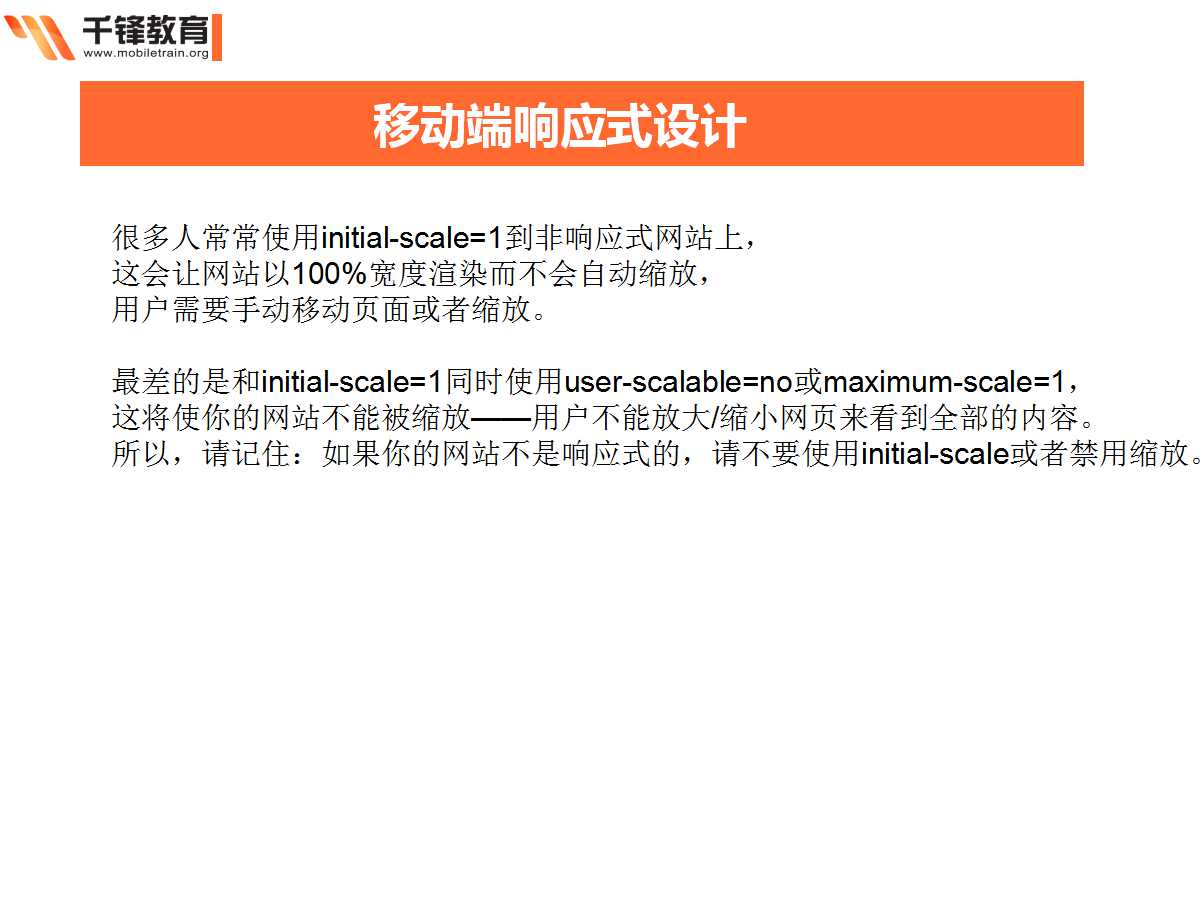 千锋教育
www.mobiletrain.org
移动端响应式设计
很多人常常使用initial-scale=1到非响应式网站上，
这会让网站以100%宽度渲染而不会自动缩放，
用户需要手动移动页面或者缩放。
最差的是和initial-scale=1同时使用user-scalable=no或maximum-scale=1，
这将使你的网站不能被缩放——用户不能放大/缩小网页来看到全部的内容。
所以，请记住：如果你的网站不是响应式的，请不要使用initial-scale或者禁用缩放。